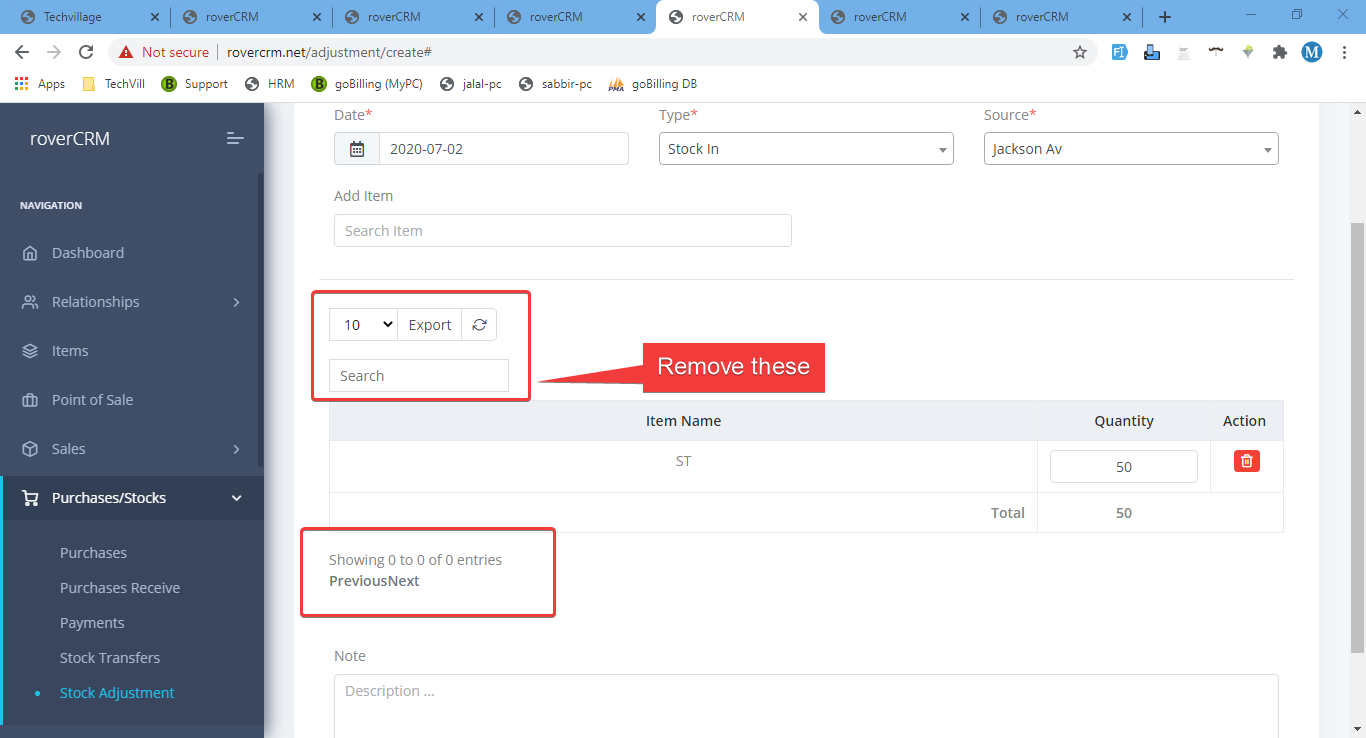 Techvillage
roverCRM
roverCRM
roverCRM
roverCRM
roverCRM
roverCRM
Not secure
rovercrm.net/adjustment/create#
M
Apps
TechVill
Support
HRM
goBilling (MyPC)
jalal-pc
sabbir-pc
goBilling DB
roverCRM
NAVIGATION
Dashboard
Relationships
Items
Point of Sale
Sales
Purchases/Stocks
Purchases
Purchases Receive
Payments
Stock Transfers
Stock Adjustment
Date* Type* Source*
2020-07-02 Stock In Jackson Av
Add Item
Search Item
10 Export
Search
Remove these
Item Name Quantity Action
ST 50
Total 50
Showing 0 to 0 of 0 entries
PreviousNext
Note
Description ...